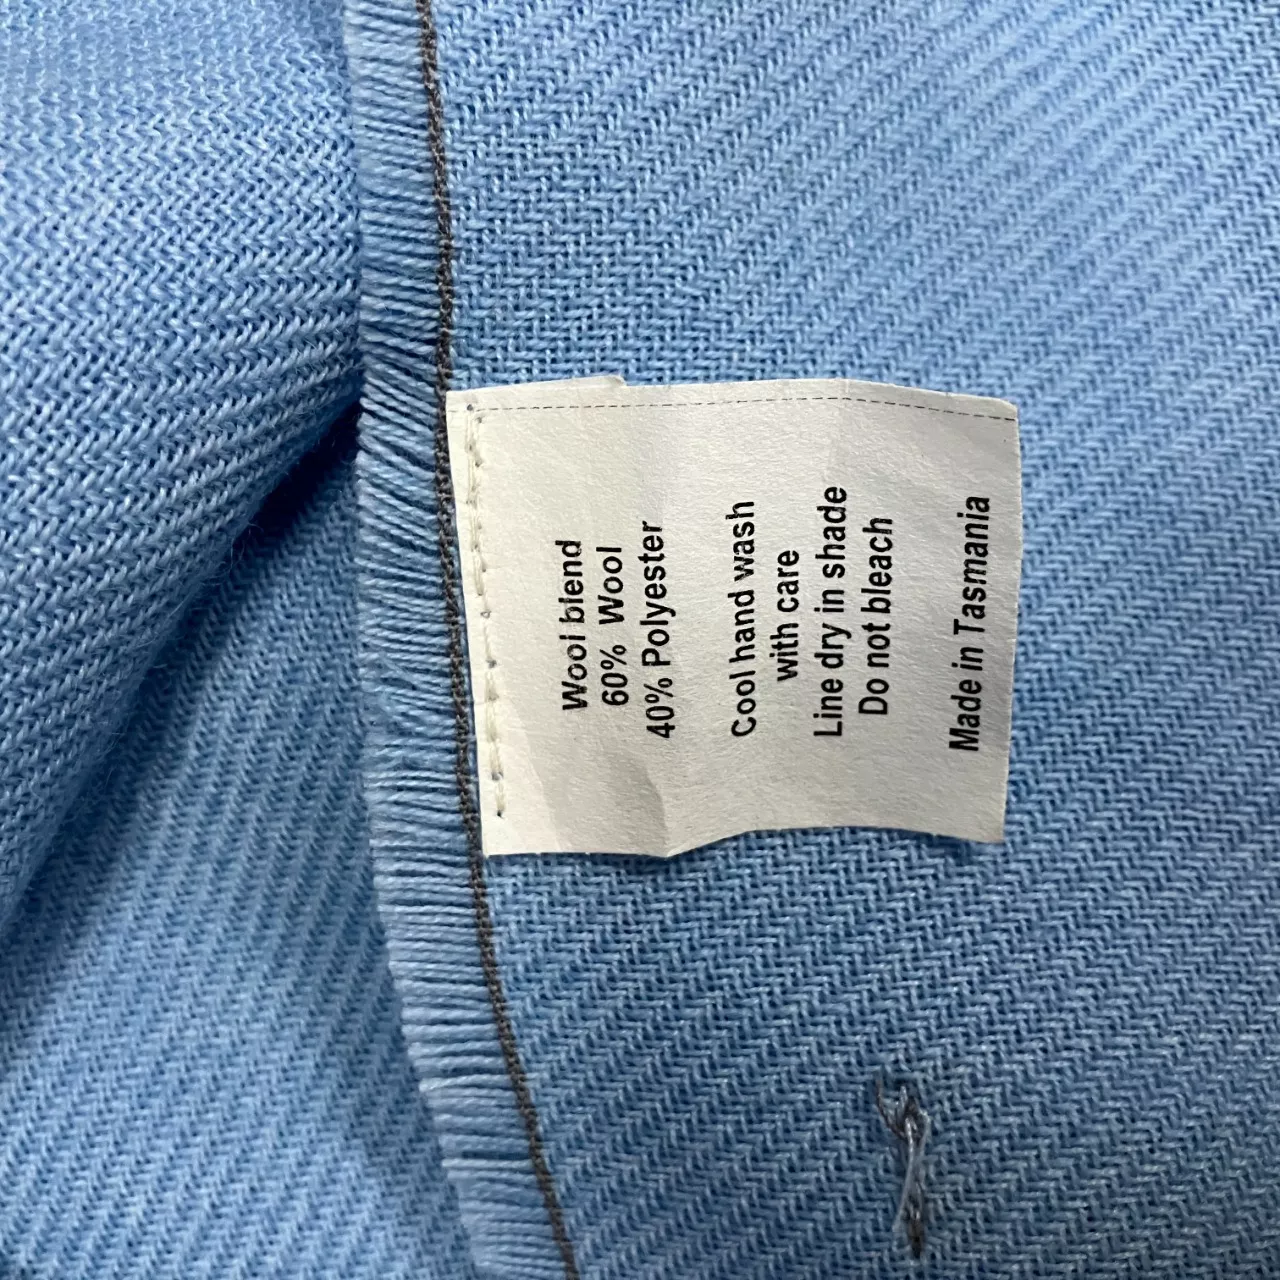 Wool blend
60% Wool
40% Polyester
Cool hand wash
with care
Line dry in shade
Do not bleach
Made in Tasmania